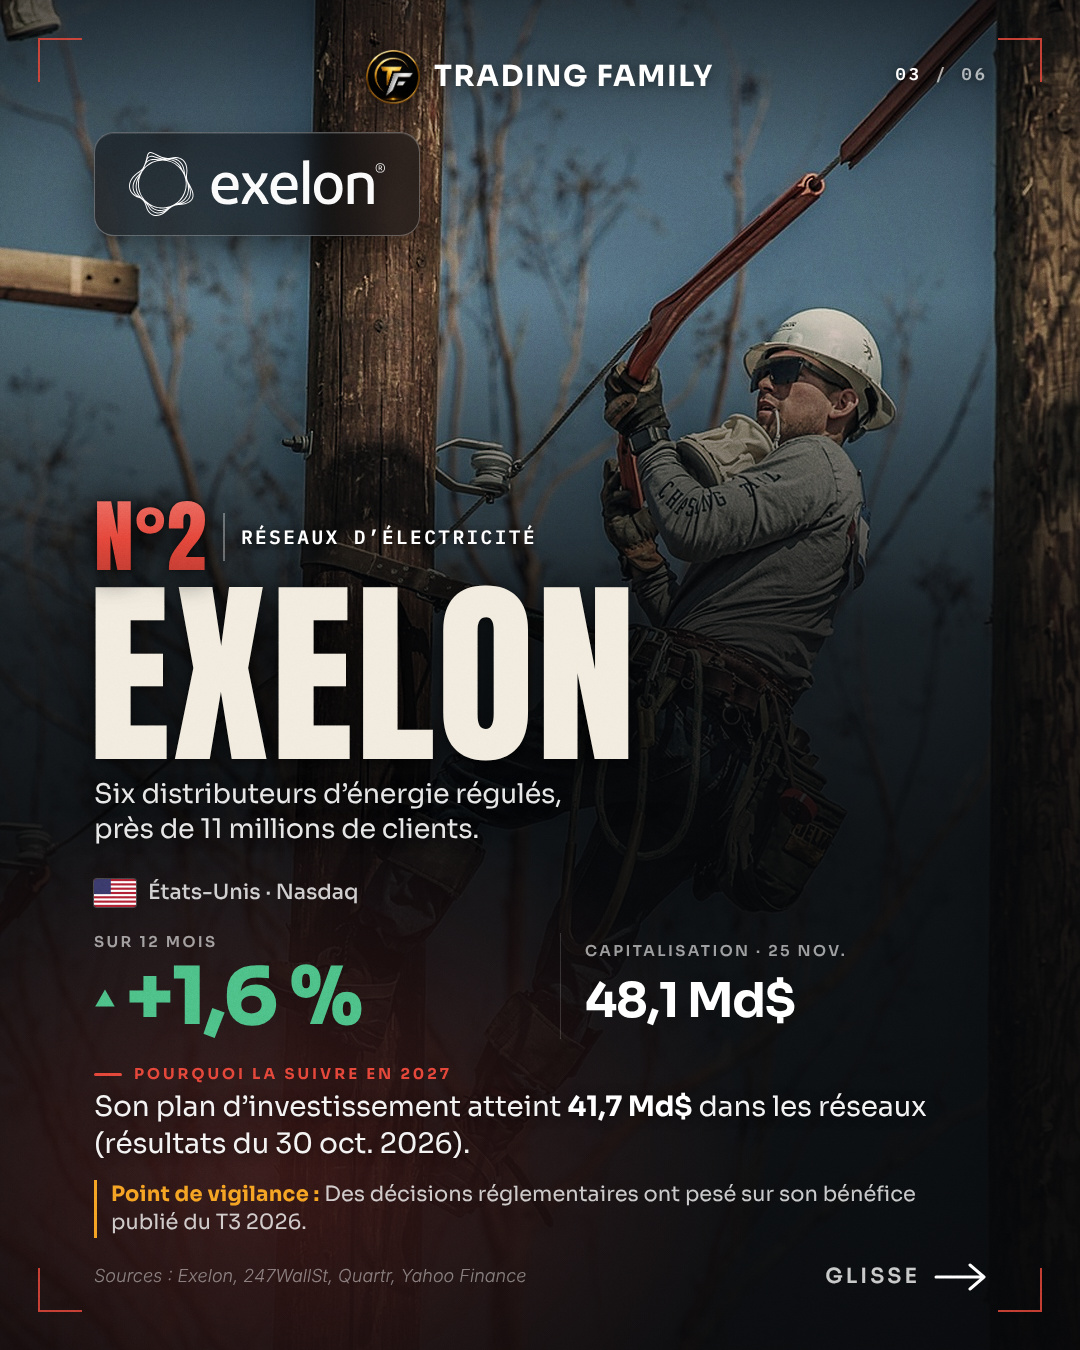 TRADING FAMILY
03 / 06
exelon®
N°2
RÉSEAUX D’ÉLECTRICITÉ
EXELON
Six distributeurs d’énergie régulés,
près de 11 millions de clients.
États-Unis · Nasdaq
SUR 12 MOIS
+1,6 %
CAPITALISATION · 25 NOV.
48,1 Md$
POURQUOI LA SUIVRE EN 2027
Son plan d’investissement atteint 41,7 Md$ dans les réseaux
(résultats du 30 oct. 2026).
Point de vigilance : Des décisions réglementaires ont pesé sur son bénéfice
publié du T3 2026.
Sources : Exelon, 247WallSt, Quartr, Yahoo Finance
GLISSE